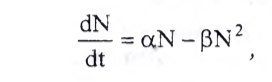 dN/dt = αN – βN²,